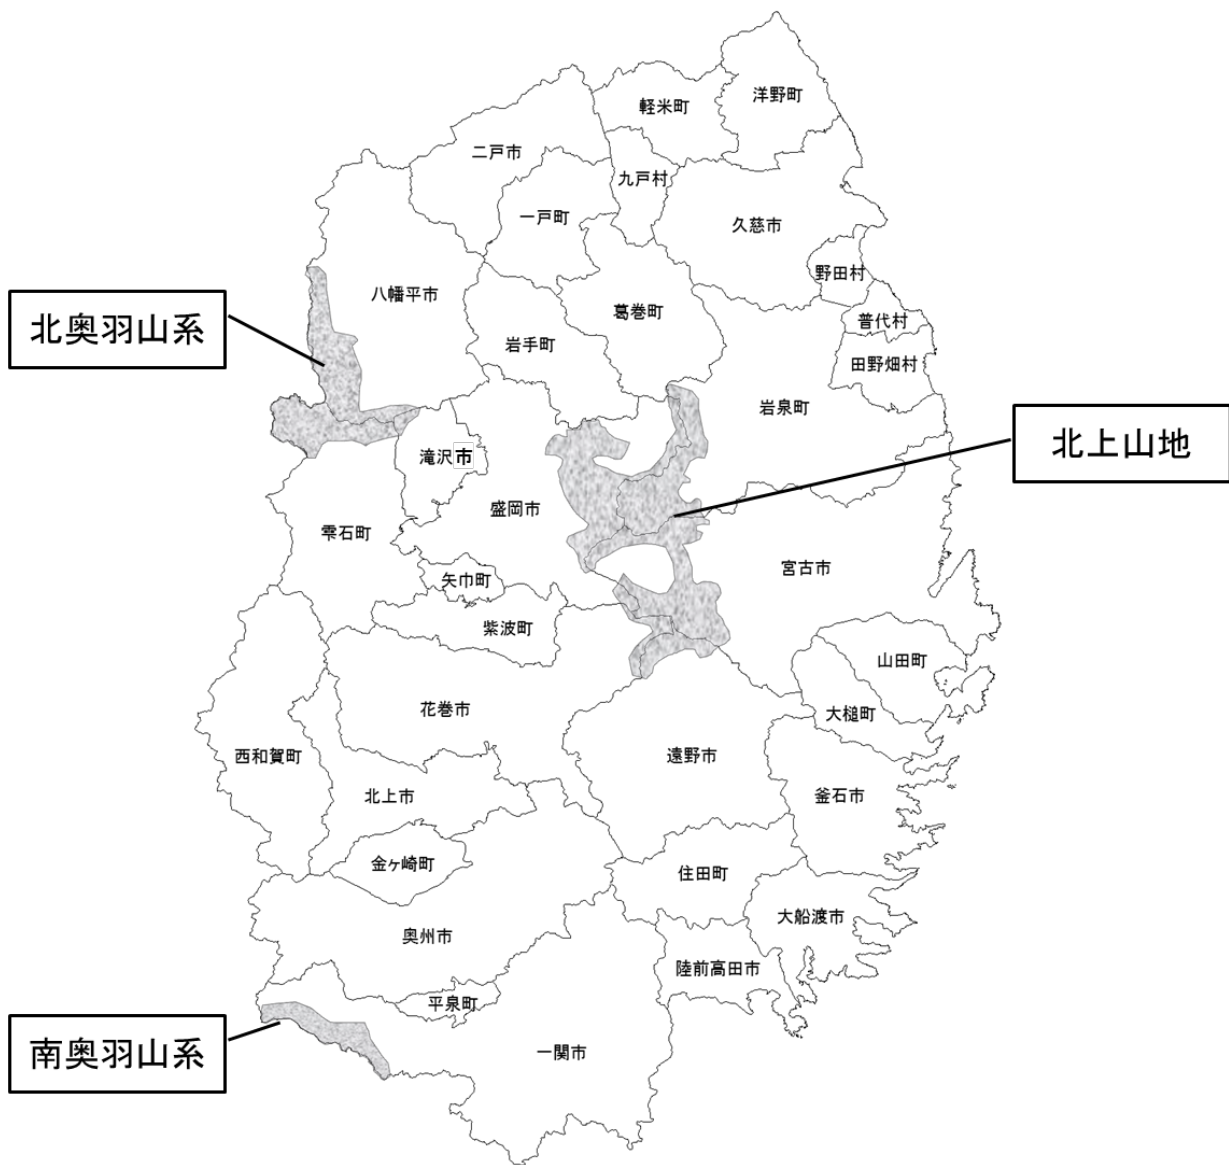 洋野町
軽米町
二戸市
九戸村
一戸町
久慈市
野田村
八幡平市
葛巻町
普代村
北奥羽山系
岩手町
田野畑村
岩泉町
北上山地
滝沢市
盛岡市
雫石町
宮古市
矢巾町
紫波町
山田町
花巻市
大槌町
西和賀町
遠野市
北上市
釜石市
金ヶ崎町
住田町
大船渡市
奥州市
陸前高田市
平泉町
南奥羽山系
一関市